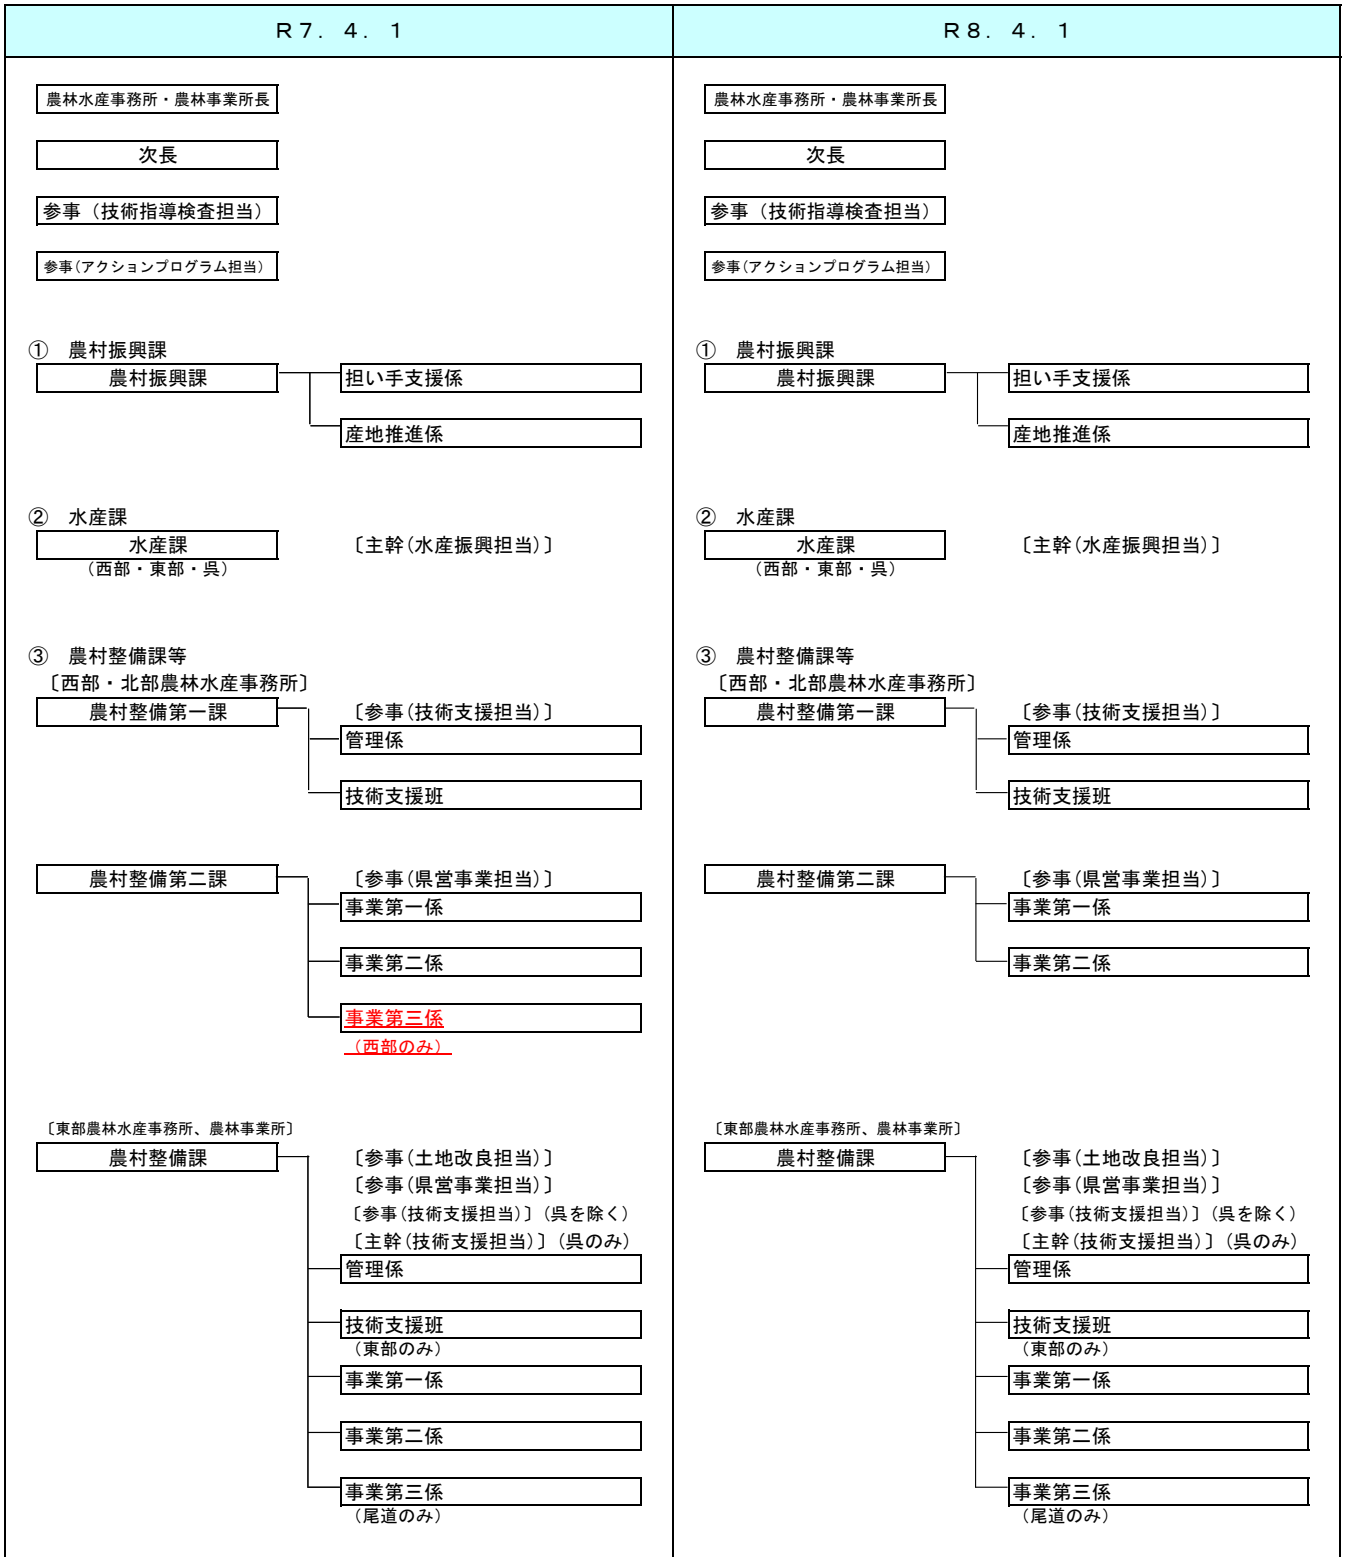 Ｒ７．４．１
農林水産事務所・農林事業所長
次長
参事（技術指導検査担当）
参事(アクションプログラム担当）
①　農村振興課
農村振興課
担い手支援係
産地推進係
②　水産課
水産課
〔主幹(水産振興担当)〕
（西部・東部・呉）
③　農村整備課等
〔西部・北部農林水産事務所〕
農村整備第一課
〔参事(技術支援担当)〕
管理係
技術支援班
農村整備第二課
〔参事(県営事業担当)〕
事業第一係
事業第二係
事業第三係
（西部のみ）
〔東部農林水産事務所、農林事業所〕
農村整備課
〔参事(土地改良担当)〕
〔参事(県営事業担当)〕
〔参事(技術支援担当)〕(呉を除く)
〔主幹(技術支援担当)〕(呉のみ)
管理係
技術支援班
（東部のみ）
事業第一係
事業第二係
事業第三係
（尾道のみ）
Ｒ８．４．１
農林水産事務所・農林事業所長
次長
参事（技術指導検査担当）
参事(アクションプログラム担当）
①　農村振興課
農村振興課
担い手支援係
産地推進係
②　水産課
水産課
〔主幹(水産振興担当)〕
（西部・東部・呉）
③　農村整備課等
〔西部・北部農林水産事務所〕
農村整備第一課
〔参事(技術支援担当)〕
管理係
技術支援班
農村整備第二課
〔参事(県営事業担当)〕
事業第一係
事業第二係
〔東部農林水産事務所、農林事業所〕
農村整備課
〔参事(土地改良担当)〕
〔参事(県営事業担当)〕
〔参事(技術支援担当)〕(呉を除く)
〔主幹(技術支援担当)〕(呉のみ)
管理係
技術支援班
（東部のみ）
事業第一係
事業第二係
事業第三係
（尾道のみ）